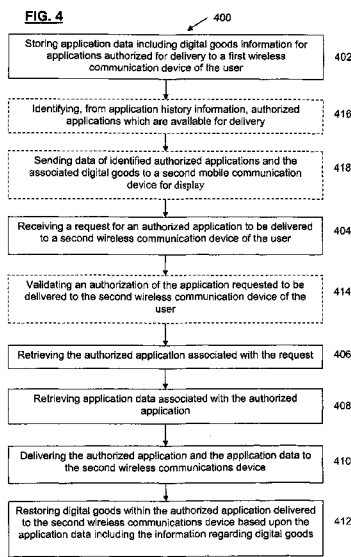 FIG. 4
400
Storing application data including digital goods information for
applications authorized for delivery to a first wireless
communication device of the user
402
Identifying, from application history information, authorized
applications which are available for delivery
416
Sending data of identified authorized applications and the
associated digital goods to a second mobile communication
device for display
418
Receiving a request for an authorized application to be delivered
to a second wireless communication device of the user
404
Validating an authorization of the application requested to be
delivered to the second wireless communication device of the
user
414
Retrieving the authorized application associated with the request
406
Retrieving application data associated with the authorized
application
408
Delivering the authorized application and the application data to
the second wireless communications device
410
Restoring digital goods within the authorized application delivered
to the second wireless communications device based upon the
application data including the information regarding digital goods
412